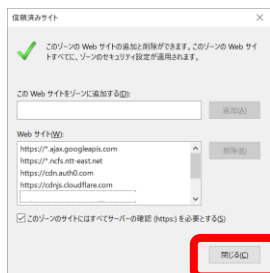 信頼済みサイト
このゾーンの Web サイトの追加と削除ができます。このゾーンの Web サイ
トすべてに、ゾーンのセキュリティ設定が適用されます。
この Web サイトをゾーンに追加する(D):
追加(A)
Web サイト(W):
https://*.ajax.googleapis.com
https://*.ncfs.ntt-east.net
https://cdn.auth0.com
https://cdnjs.cloudflare.com
削除(R)
このゾーンのサイトにはすべてサーバーの確認 (https:) を必要とする(S)
閉じる(C)